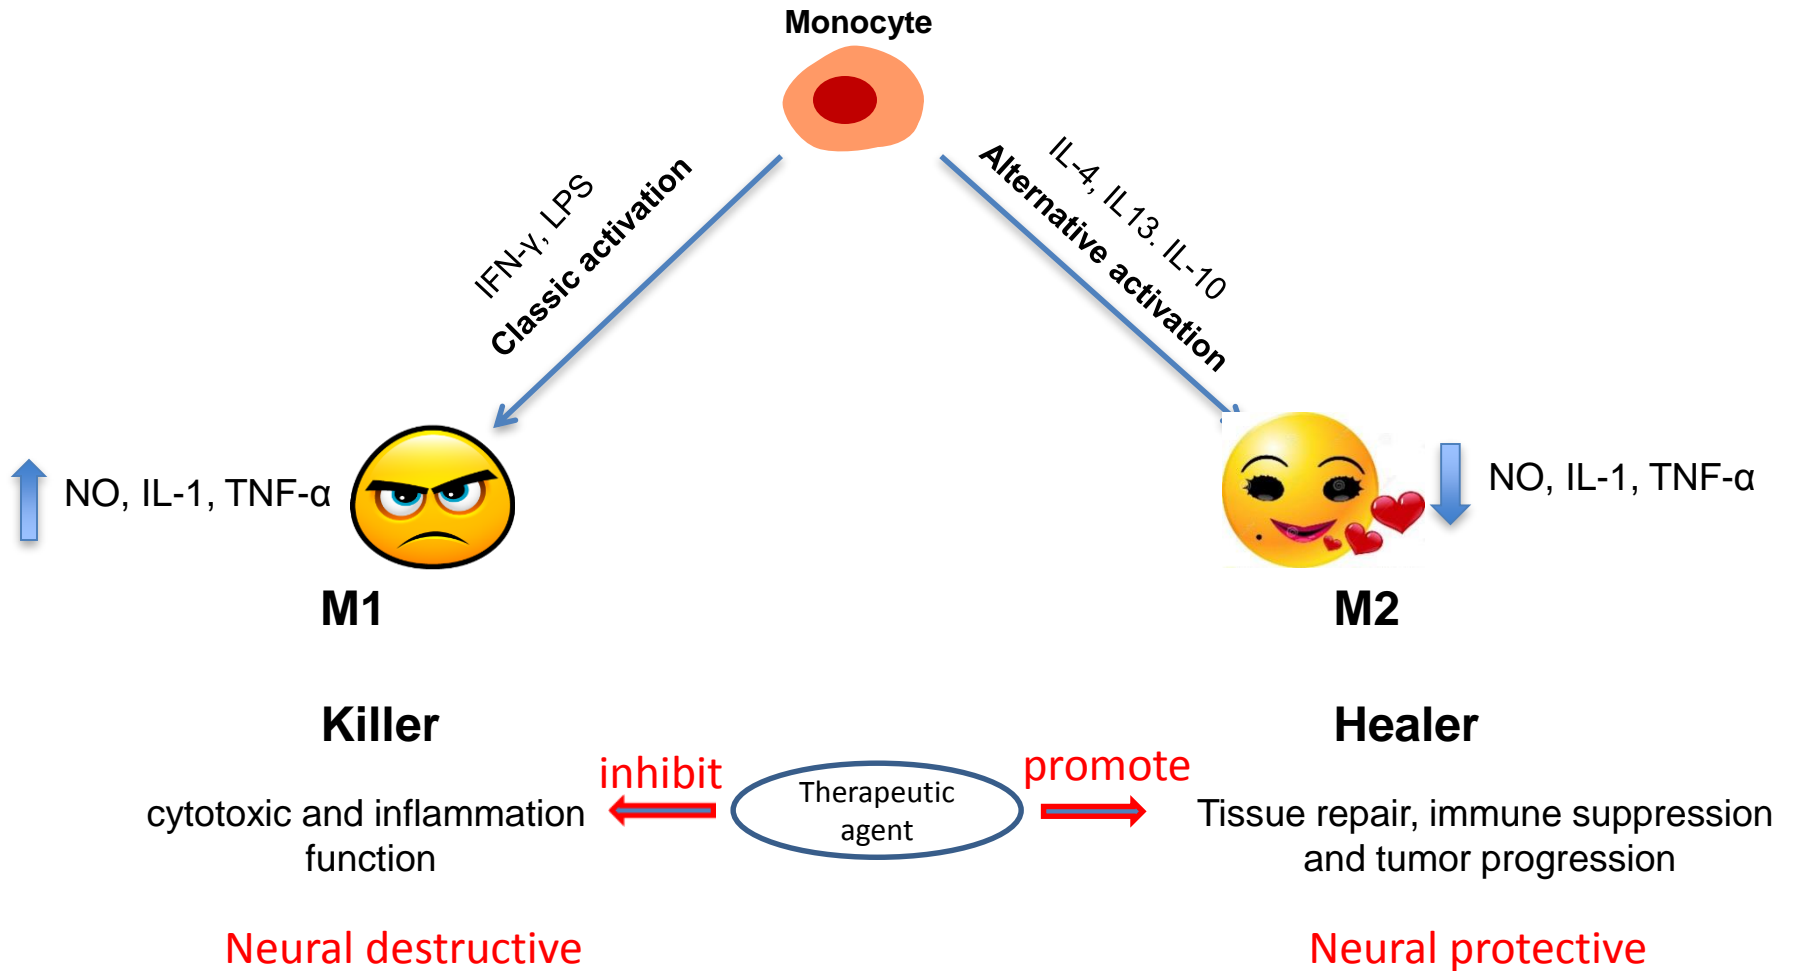 Monocyte
IFN-γ, LPS
Classic activation
IL-4, IL13. IL-10
Alternative activation
NO, IL-1, TNF-α
NO, IL-1, TNF-α
M1
M2
Killer
Healer
inhibit
promote
Therapeutic
agent
cytotoxic and inflammation
function
Tissue repair, immune suppression
and tumor progression
Neural destructive
Neural protective